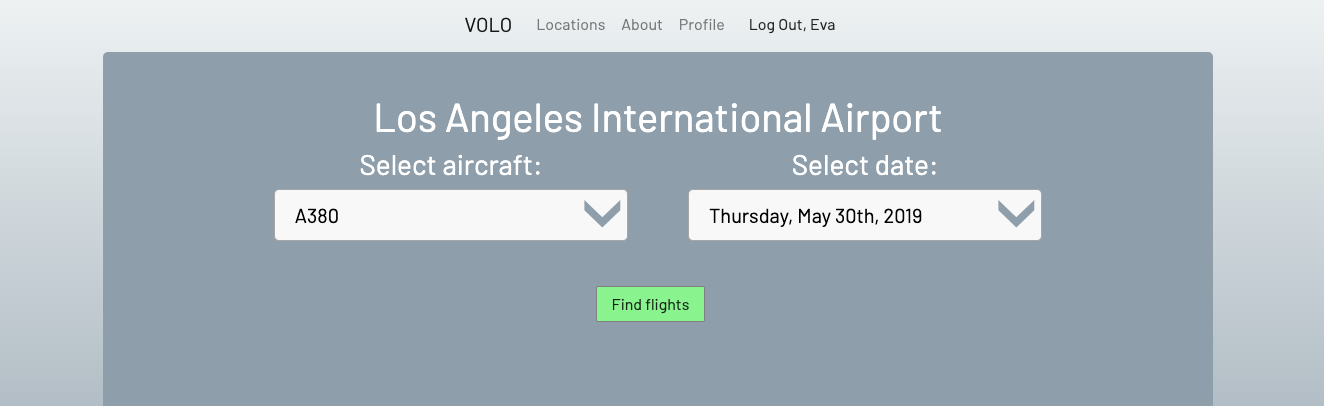 VOLO Locations About Profile Log Out, Eva
Los Angeles International Airport
Select aircraft: Select date:
A380 Thursday, May 30th, 2019
Find flights